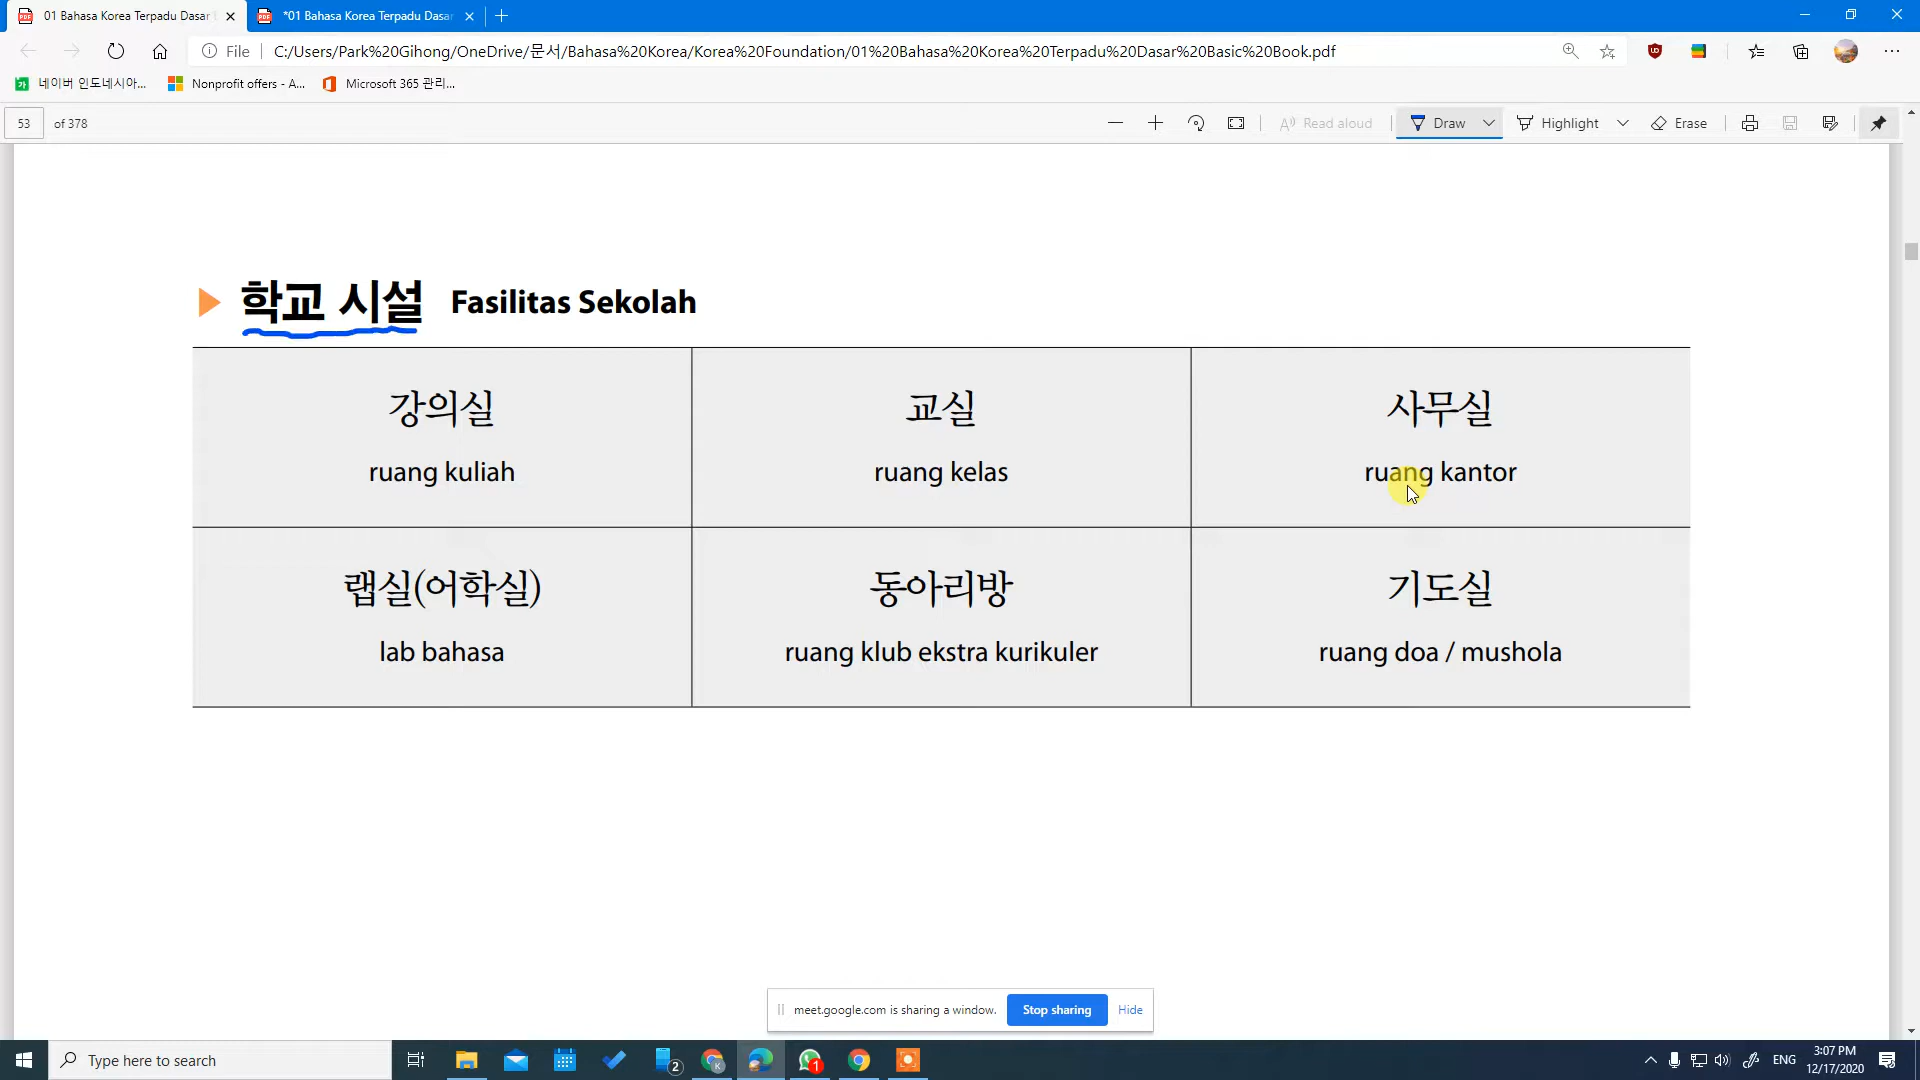 01 Bahasa Korea Terpadu Dasar
*01 Bahasa Korea Terpadu Dasar
File
C:/Users/Park%20Gihong/OneDrive/문서/Bahasa%20Korea/Korea%20Foundation/01%20Bahasa%20Korea%20Terpadu%20Dasar%20Basic%20Book.pdf
네이버 인도네시아... Nonprofit offers - A... Microsoft 365 관리...
53 of 378 Read aloud Draw Highlight Erase
학교 시설 Fasilitas Sekolah
강의실 교실 사무실
ruang kuliah ruang kelas ruang kantor
랩실(어학실) 동아리방 기도실
lab bahasa ruang klub ekstra kurikuler ruang doa / mushola
meet.google.com is sharing a window. Stop sharing Hide
Type here to search
2
K
1
ENG
3:07 PM
12/17/2020